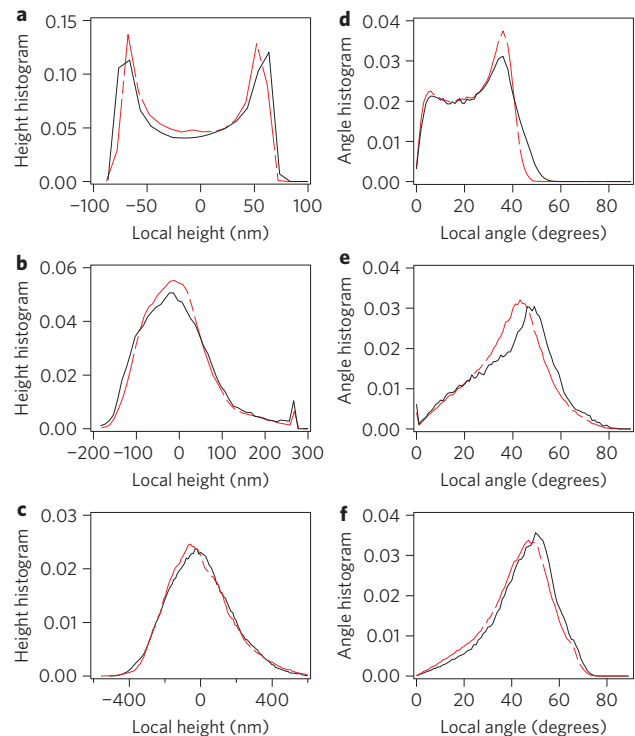 a
0.15
0.10
0.05
0.00
Height histogram
−100 −50 0 50 100
Local height (nm)
d
0.04
0.03
0.02
0.01
0.00
Angle histogram
0 20 40 60 80
Local angle (degrees)
b
0.06
0.04
0.02
0.00
Height histogram
−200 −100 0 100 200 300
Local height (nm)
e
0.04
0.03
0.02
0.01
0.00
Angle histogram
0 20 40 60 80
Local angle (degrees)
c
0.03
0.02
0.01
0.00
Height histogram
−400 0 400
Local height (nm)
f
0.04
0.03
0.02
0.01
0.00
Angle histogram
0 20 40 60 80
Local angle (degrees)